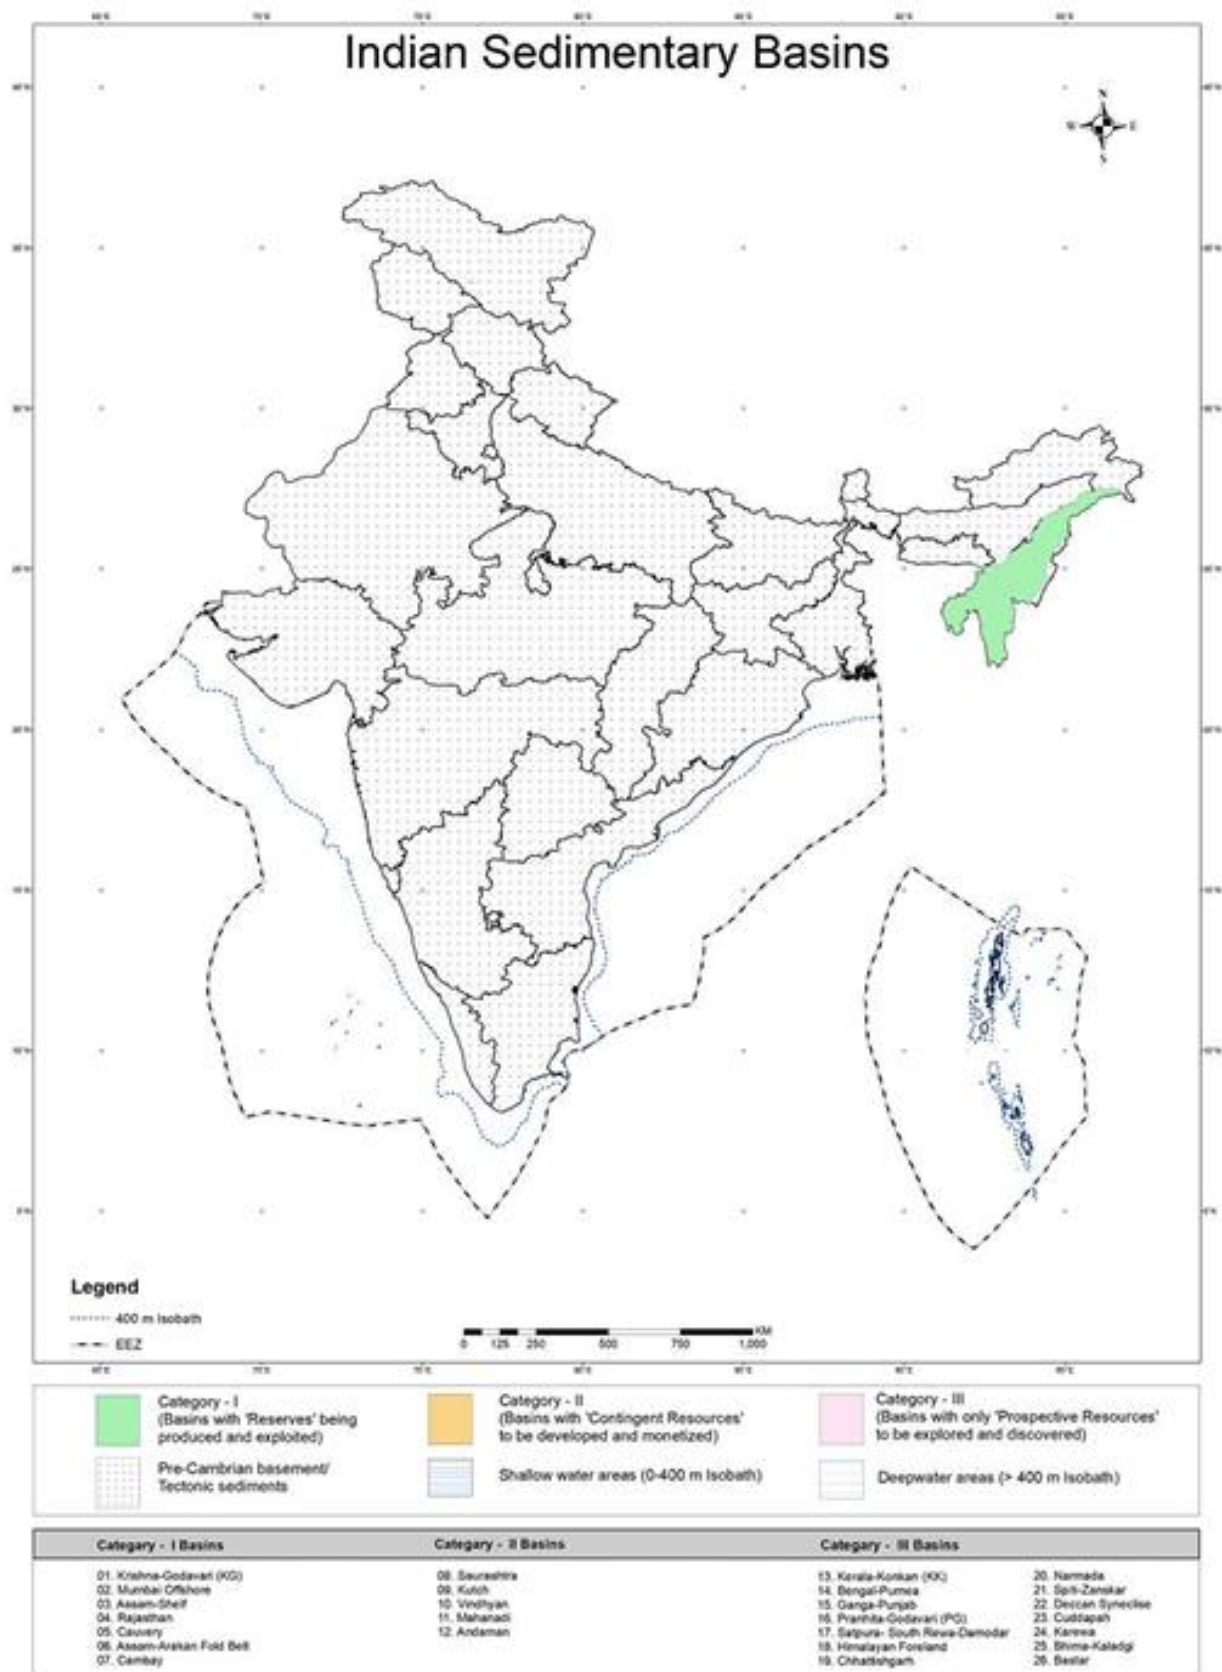 Indian Sedimentary Basins
N
W E
S
Legend
400 m Isobath
EEZ
KM
0 125 250 500 750 1,000
Category - I
(Basins with 'Reserves' being
produced and exploited)
Category - II
(Basins with 'Contingent Resources'
to be developed and monetized)
Category - III
(Basins with only 'Prospective Resources'
to be explored and discovered)
Pre-Cambrian basement/
Tectonic sediments
Shallow water areas (0-400 m Isobath)
Deepwater areas (> 400 m Isobath)
Categary - I Basins
01. Krishna-Godavari (KG)
02. Mumbai Offshore
03. Assam-Shelf
04. Rajasthan
05. Cauvery
06. Assam-Arakan Fold Belt
07. Cambay
Categary - II Basins
08. Saurashtra
09. Kutch
10. Vindhyan
11. Mahanadi
12. Andaman
Categary - III Basins
13. Kerala-Konkan (KK)
14. Bengal-Purnea
15. Ganga-Punjab
16. Pranhita-Godavari (PG)
17. Satpura- South Rewa-Damodar
18. Himalayan Foreland
19. Chhattishgarh
20. Narmada
21. Spiti-Zanskar
22. Deccan Syneclise
23. Cuddapah
24. Karewa
25. Bhima-Kaladgi
26. Bastar